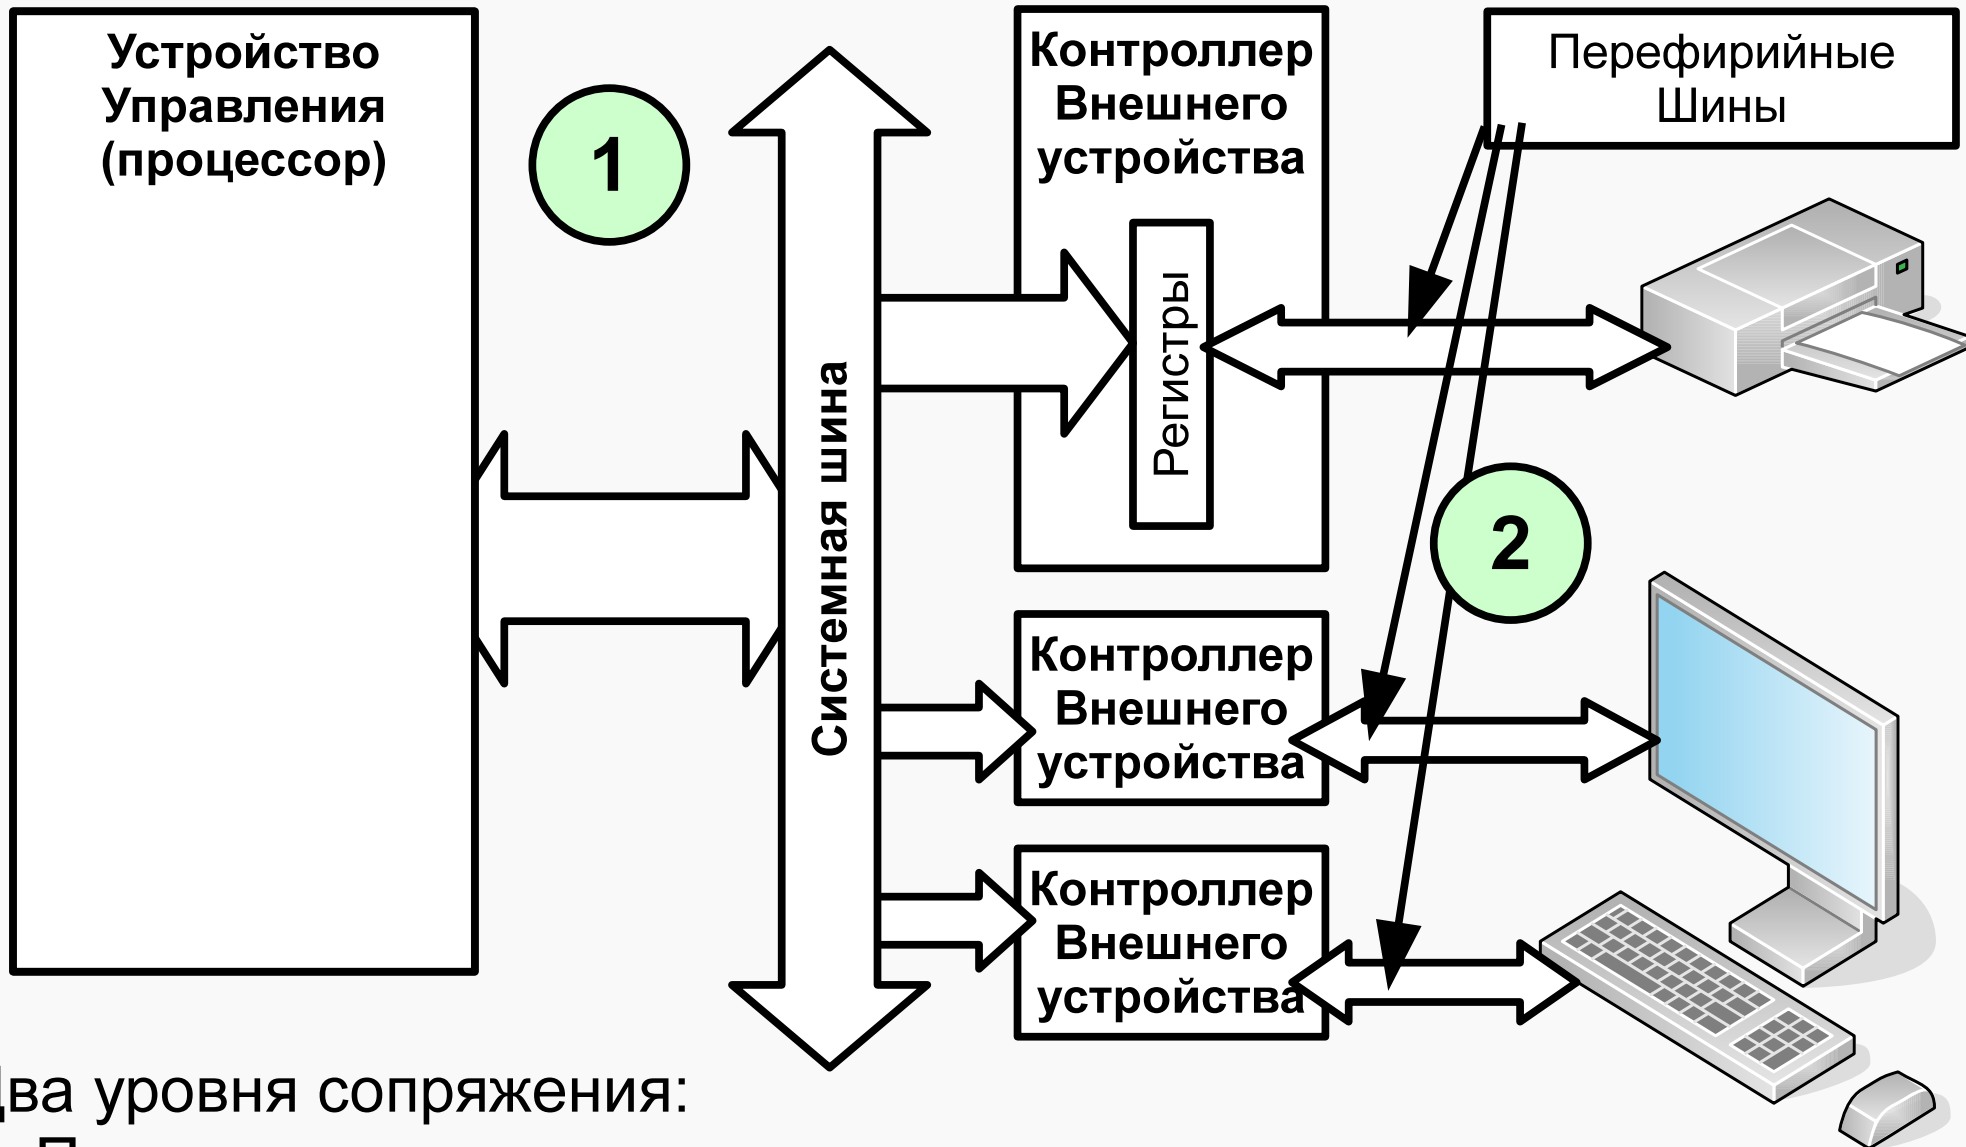 Устройство
Управления
(процессор)
1
Системная шина
Контроллер
Внешнего
устройства
Регистры
Перефирийные
Шины
2
Контроллер
Внешнего
устройства
Контроллер
Внешнего
устройства
Два уровня сопряжения: